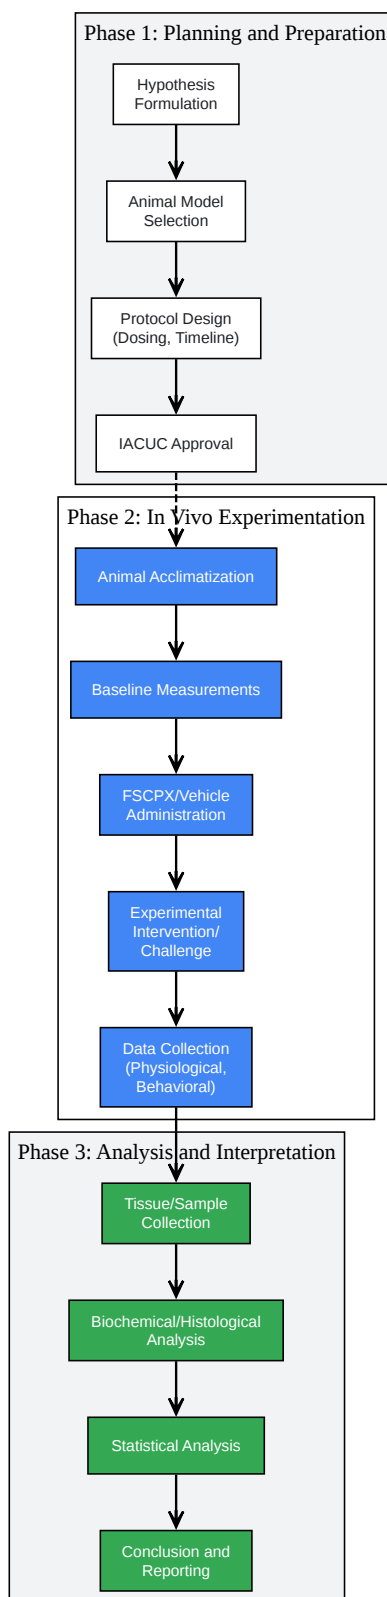 Phase 1: Planning and Preparation
Hypothesis
Formulation
Animal Model
Selection
Protocol Design
(Dosing, Timeline)
IACUC Approval
Phase 2: In Vivo Experimentation
Animal Acclimatization
Baseline Measurements
FSCPX/Vehicle
Administration
Experimental
Intervention/
Challenge
Data Collection
(Physiological,
Behavioral)
Phase 3: Analysis and Interpretation
Tissue/Sample
Collection
Biochemical/Histological
Analysis
Statistical Analysis
Conclusion and
Reporting